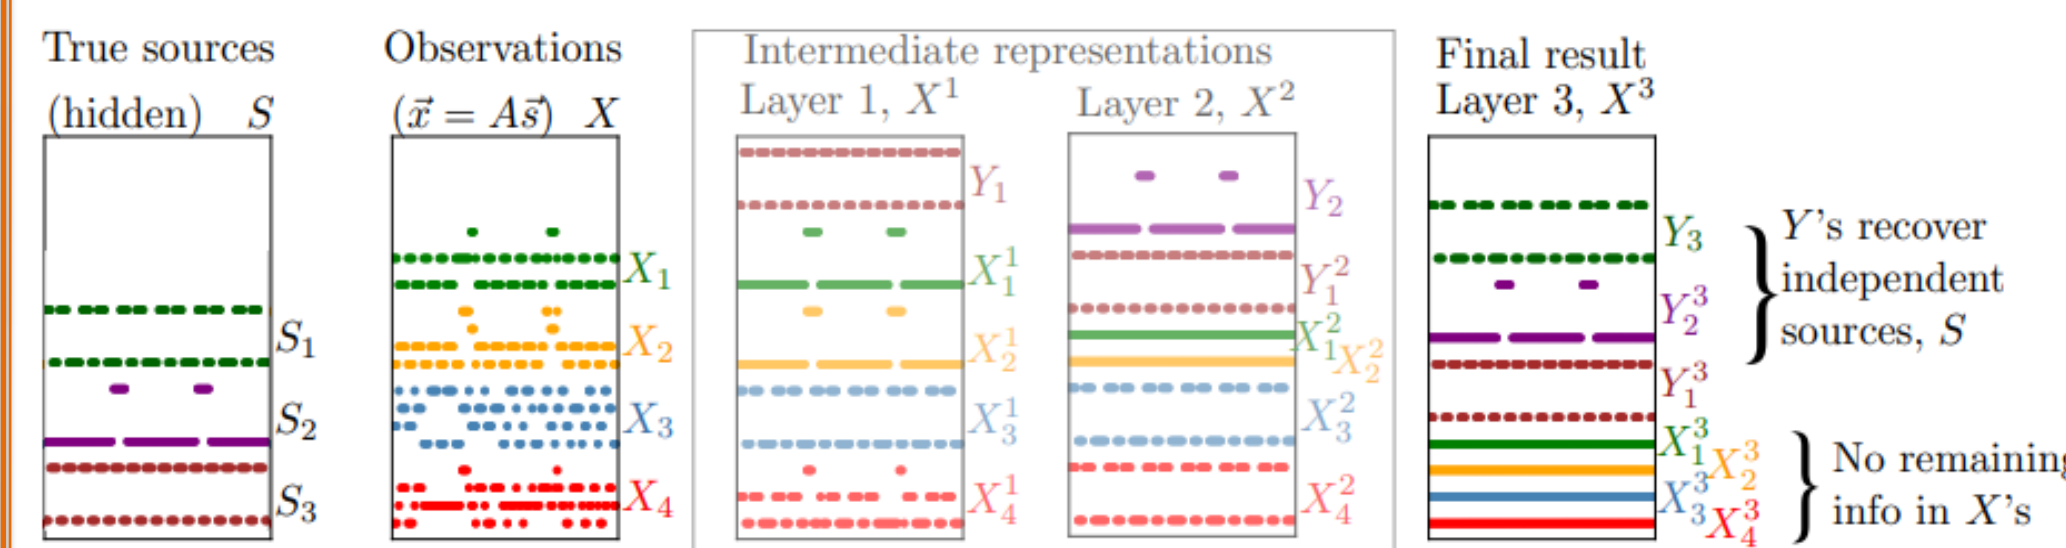 True sources
(hidden) S
S₁
S₂
S₃
Observations
(x⃗ = As⃗) X
X₁
X₂
X₃
X₄
Intermediate representations
Layer 1, X¹
Y₁
X₁¹
X₂¹
X₃¹
X₄¹
Layer 2, X²
Y₂
Y₁²
X₁²
X₂²
X₃²
X₄²
Final result
Layer 3, X³
Y₃
Y₂³
Y₁³
X₁³
X₂³
X₃³
X₄³
Y's recover
independent
sources, S
No remaining
info in X's